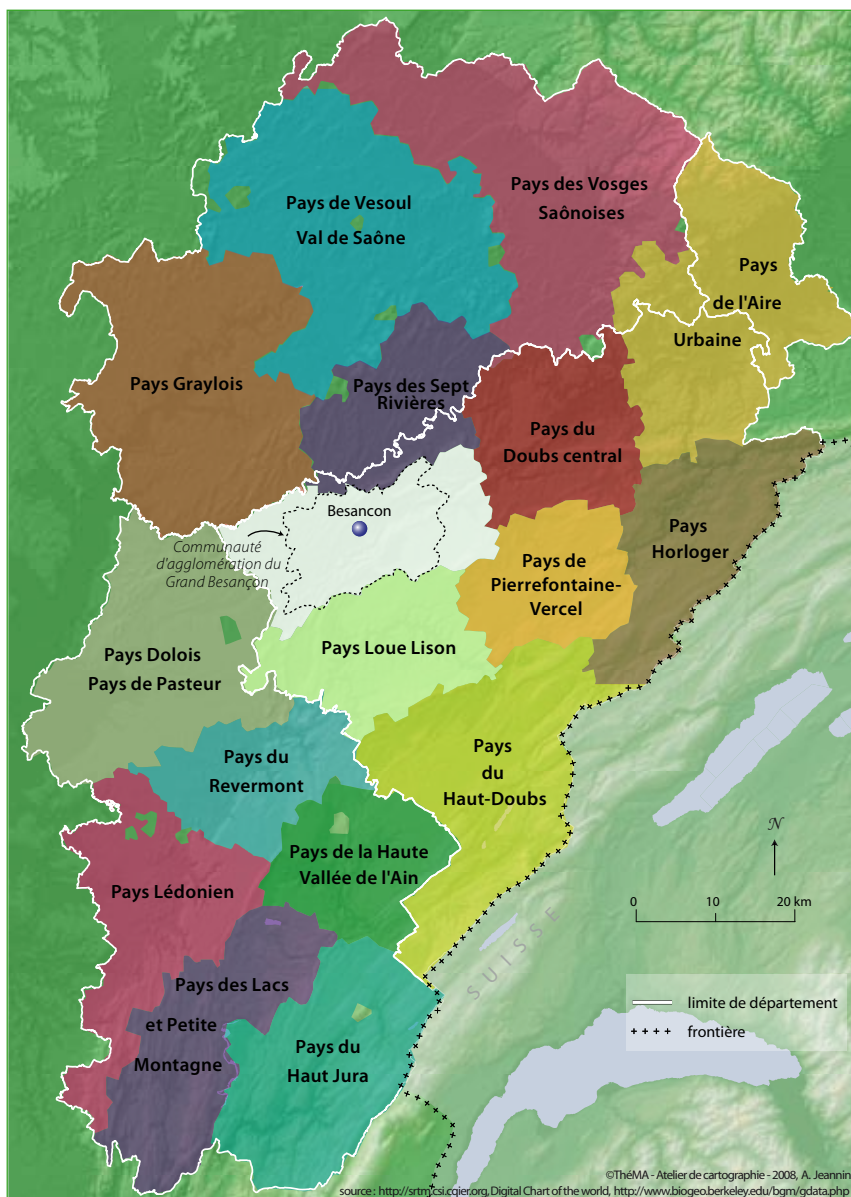 Pays des Vosges
Saônoises
Pays de Vesoul
Val de Saône
Pays
de l'Aire
Urbaine
Pays Graylois
Pays des Sept
Rivières
Pays du
Doubs central
Besançon
Communauté
d'agglomération du
Grand Besançon
Pays
Horloger
Pays de
Pierrefontaine-
Vercel
Pays Loue Lison
Pays Dolois
Pays de Pasteur
Pays
du
Haut-Doubs
Pays du
Revermont
N
Pays de la Haute
Vallée de l'Ain
Pays Lédonien
0 10 20 km
SUISSE
Pays des Lacs
et Petite
Montagne
limite de département
frontière
Pays du
Haut Jura
©ThéMA - Atelier de cartographie - 2008, A. Jeannin
source : http://srtm.csi.cgier.org, Digital Chart of the world, http://www.biogeo.berkeley.edu/bgm/gdata.php